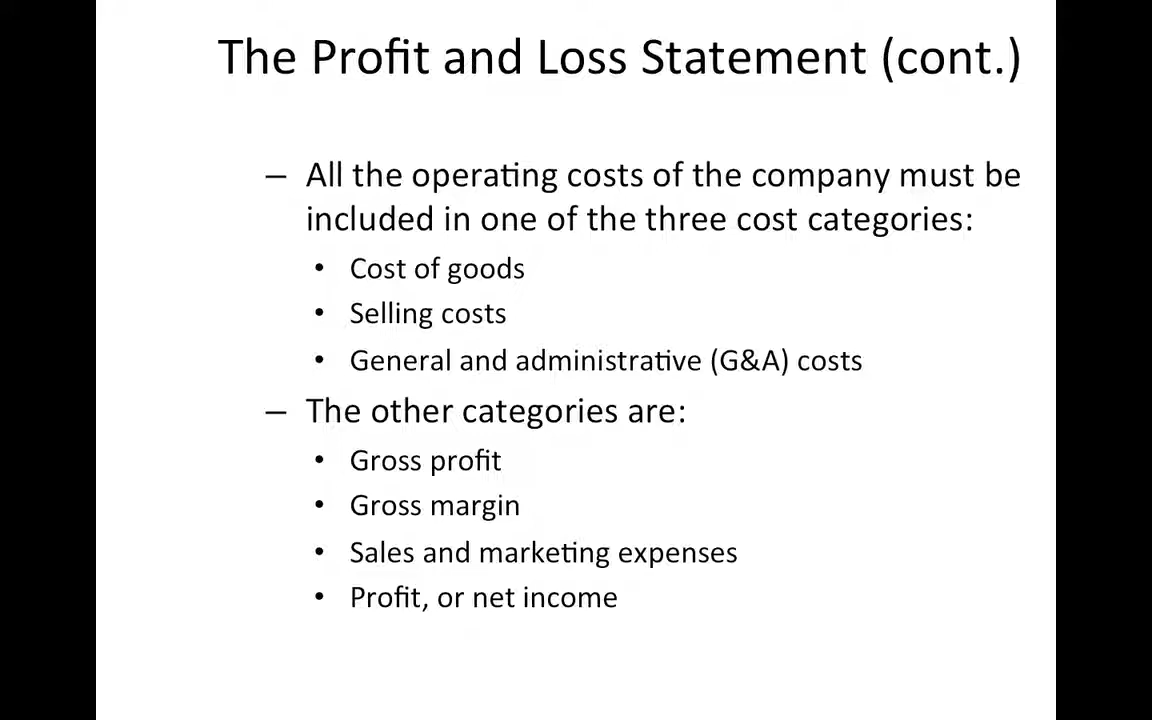 The Profit and Loss Statement (cont.)
– All the operating costs of the company must be
included in one of the three cost categories:
• Cost of goods
• Selling costs
• General and administrative (G&A) costs
– The other categories are:
• Gross profit
• Gross margin
• Sales and marketing expenses
• Profit, or net income